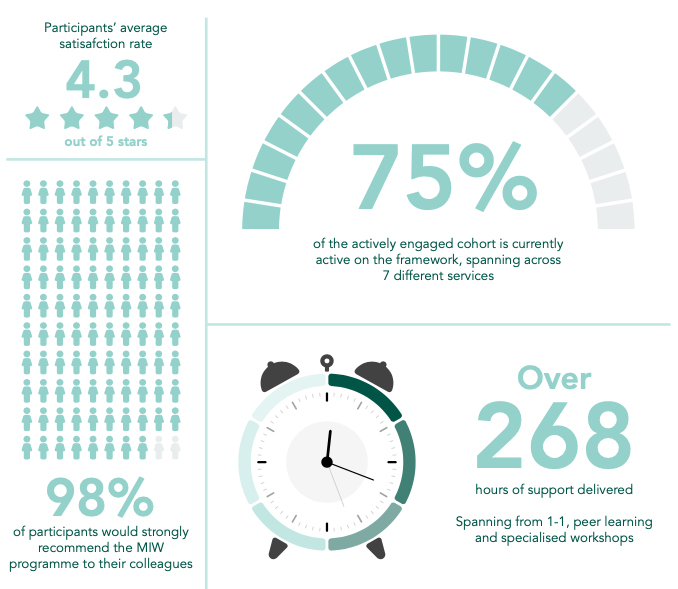 Participants' average
satisafction rate
4.3
out of 5 stars
98%
of participants would strongly
recommend the MIW
programme to their colleagues
75%
of the actively engaged cohort is currently
active on the framework, spanning across
7 different services
Over
268
hours of support delivered
Spanning from 1-1, peer learning
and specialised workshops